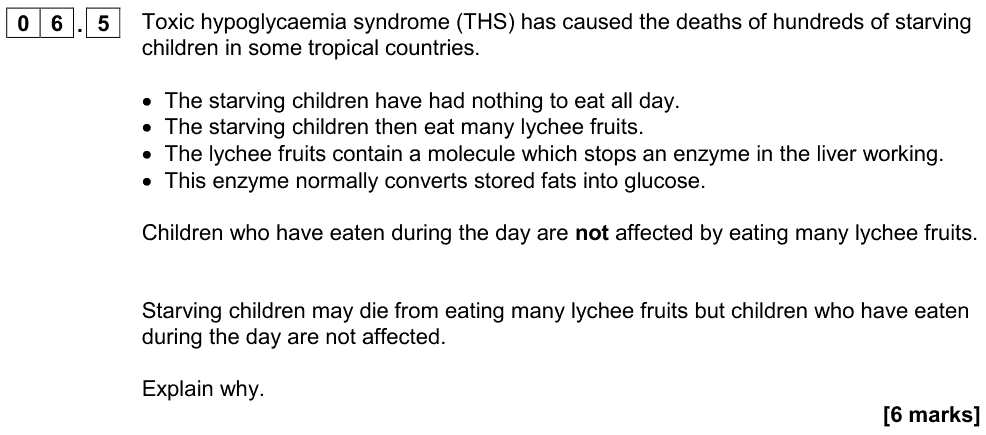 06.5 Toxic hypoglycaemia syndrome (THS) has caused the deaths of hundreds of starving
children in some tropical countries.
• The starving children have had nothing to eat all day.
• The starving children then eat many lychee fruits.
• The lychee fruits contain a molecule which stops an enzyme in the liver working.
• This enzyme normally converts stored fats into glucose.
Children who have eaten during the day are not affected by eating many lychee fruits.
Starving children may die from eating many lychee fruits but children who have eaten
during the day are not affected.
Explain why.
[6 marks]